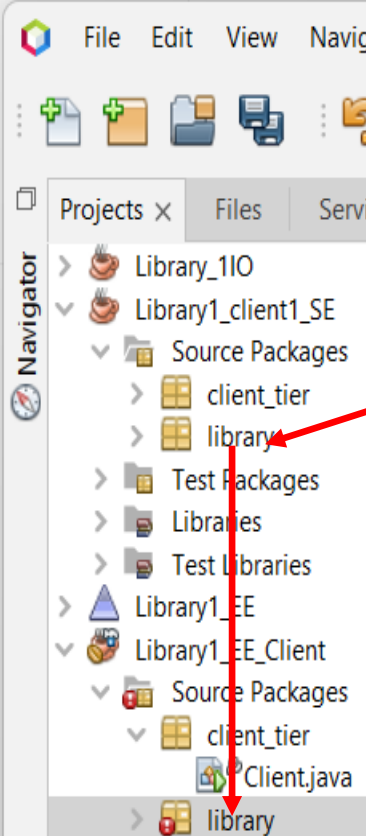 File Edit View Navig
Projects × Files Servi
Navigator
Library_1IO
Library1_client1_SE
Source Packages
client_tier
library
Test Packages
Libraries
Test Libraries
Library1_EE
Library1_EE_Client
Source Packages
client_tier
Client.java
library